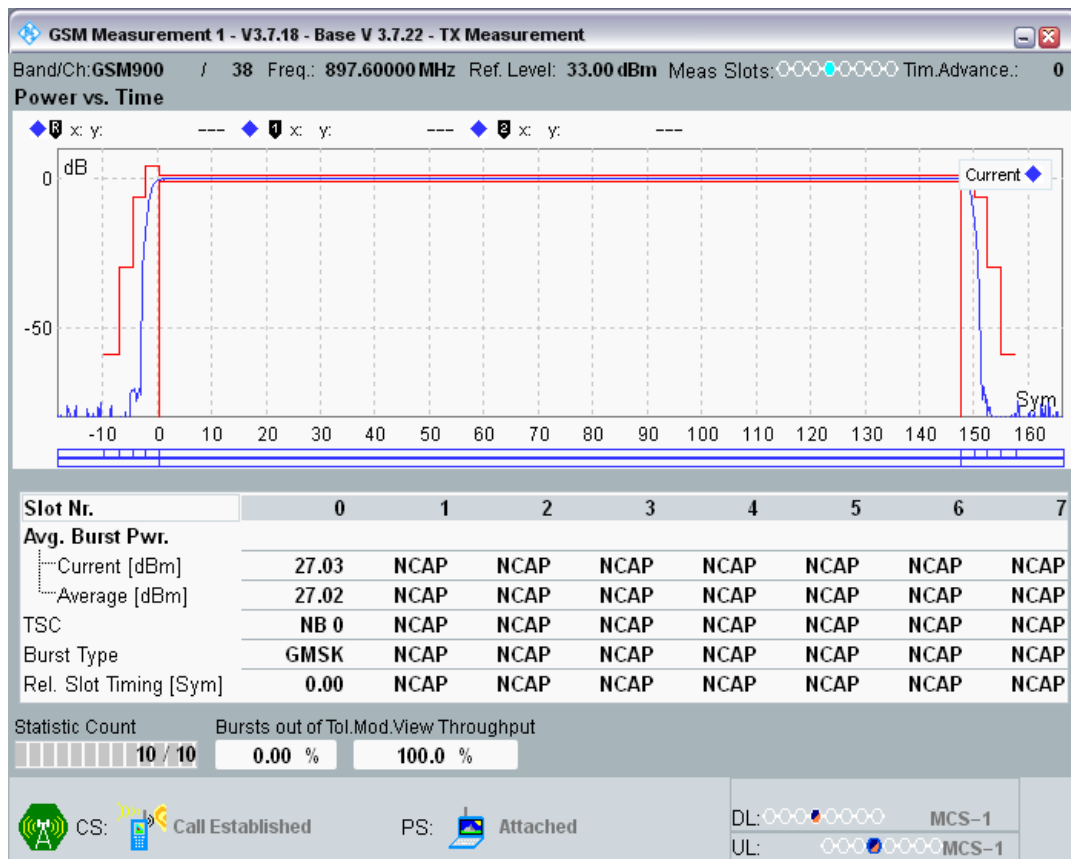 GSM Measurement 1 - V3.7.18 - Base V 3.7.22 - TX Measurement
Band/Ch:GSM900 / 38 Freq.: 897.60000 MHz Ref. Level: 33.00 dBm Meas Slots: Tim.Advance.: 0
Power vs. Time
R x: y: --- 1 x: y: --- 2 x: y: ---
dB
Current
0
-50
Sym
-10 0 10 20 30 40 50 60 70 80 90 100 110 120 130 140 150 160
Slot Nr. 0 1 2 3 4 5 6 7
Avg. Burst Pwr.
Current [dBm] 27.03 NCAP NCAP NCAP NCAP NCAP NCAP NCAP
Average [dBm] 27.02 NCAP NCAP NCAP NCAP NCAP NCAP NCAP
TSC NB 0 NCAP NCAP NCAP NCAP NCAP NCAP NCAP
Burst Type GMSK NCAP NCAP NCAP NCAP NCAP NCAP NCAP
Rel. Slot Timing [Sym] 0.00 NCAP NCAP NCAP NCAP NCAP NCAP NCAP
Statistic Count Bursts out of Tol.Mod.View Throughput
10 / 10 0.00 % 100.0 %
CS: Call Established PS: Attached
DL: MCS-1
UL: MCS-1